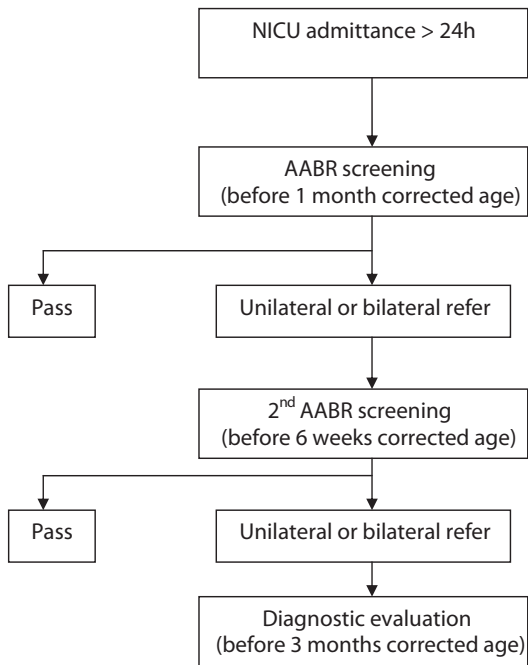 NICU admittance > 24h
AABR screening
(before 1 month corrected age)
Pass
Unilateral or bilateral refer
2nd AABR screening
(before 6 weeks corrected age)
Pass
Unilateral or bilateral refer
Diagnostic evaluation
(before 3 months corrected age)